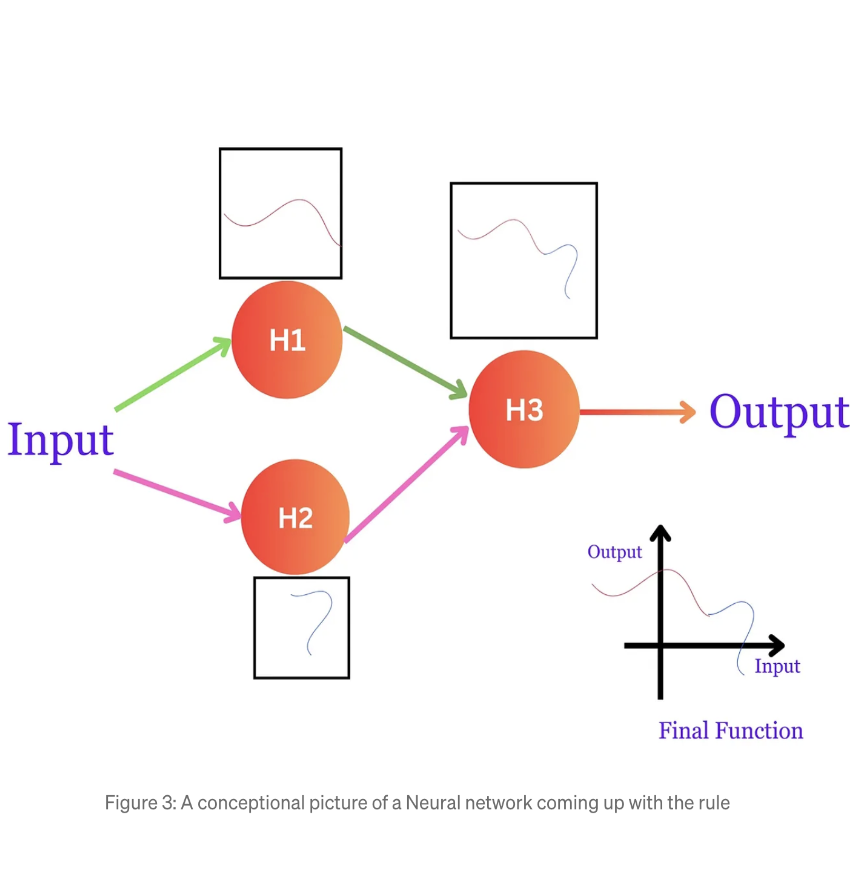 H1
H3
Input
Output
H2
Output
Input
Final Function
Figure 3: A conceptional picture of a Neural network coming up with the rule